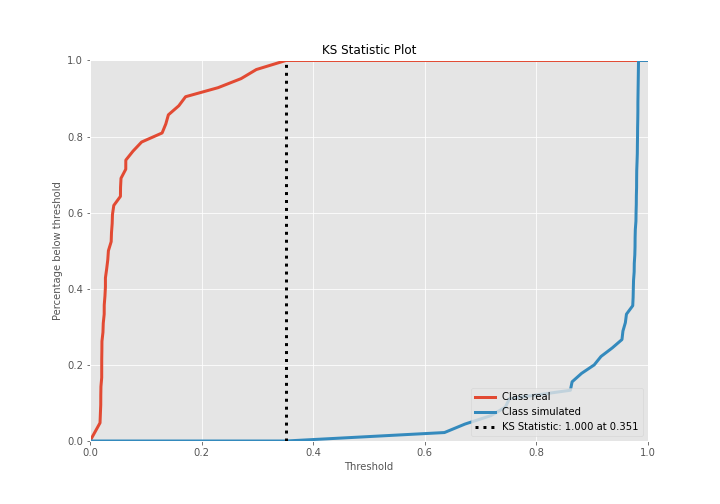 KS Statistic Plot
1.0
0.8
0.6
0.4
0.2
0.0
Percentage below threshold
0.0 0.2 0.4 0.6 0.8 1.0
Threshold
Class real
Class simulated
KS Statistic: 1.000 at 0.351